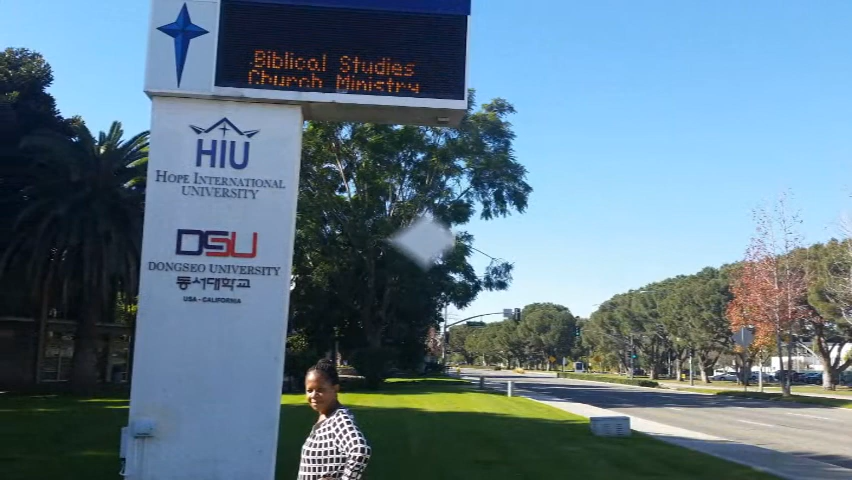 Biblical Studies
Church Ministry
HIU
HOPE INTERNATIONAL
UNIVERSITY
DSU
DONGSEO UNIVERSITY
동서대학교
USA - CALIFORNIA